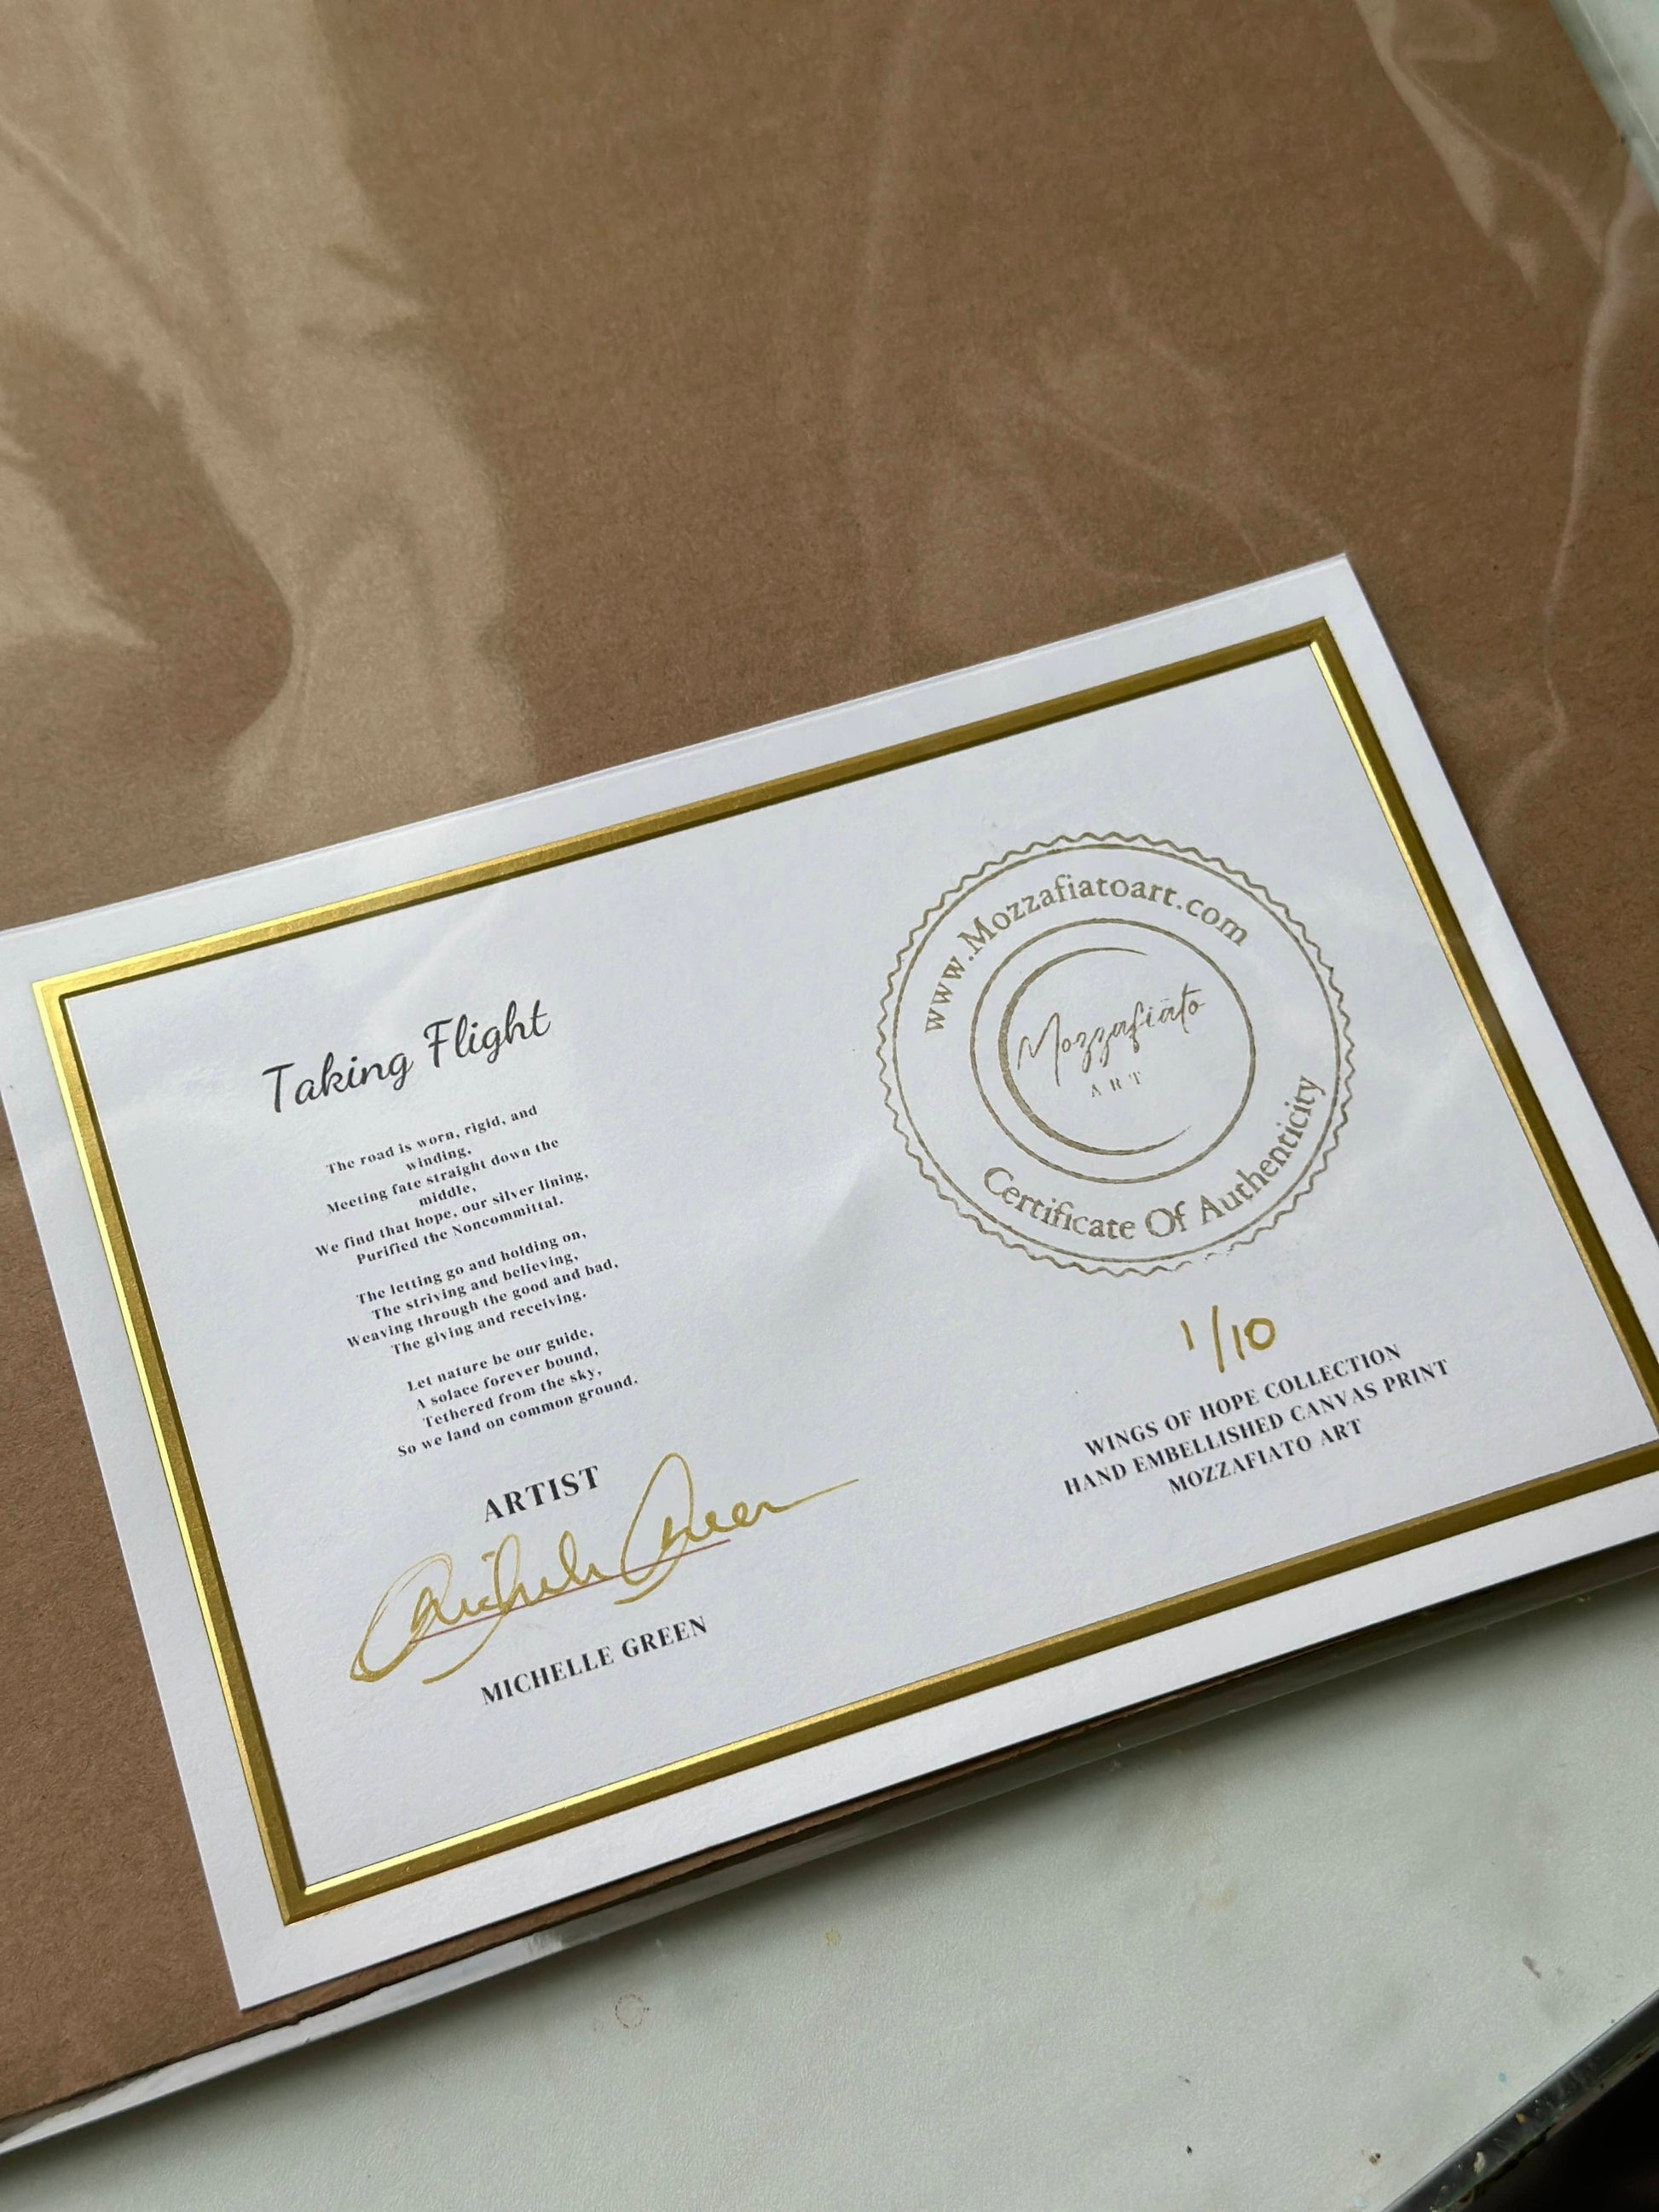 Taking Flight
The road is worn, rigid, and
winding,
Meeting fate straight down the
middle,
We find that hope, our silver lining,
Purified the Noncommittal.
The letting go and holding on,
The striving and believing,
Weaving through the good and bad,
The giving and receiving.
Let nature be our guide,
A solace forever bound,
Tethered from the sky,
So we land on common ground.
ARTIST
Michele Green
MICHELLE GREEN
www.Mozzafiatoart.com
Mozzafiato
ART
Certificate Of Authenticity
1/10
WINGS OF HOPE COLLECTION
HAND EMBELLISHED CANVAS PRINT
MOZZAFIATO ART